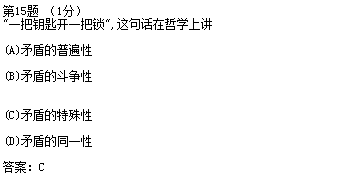 第15题 （1分）
“一把钥匙开一把锁”,这句话在哲学上讲
(A)矛盾的普遍性
(B)矛盾的斗争性
(C)矛盾的特殊性
(D)矛盾的同一性
答案：C